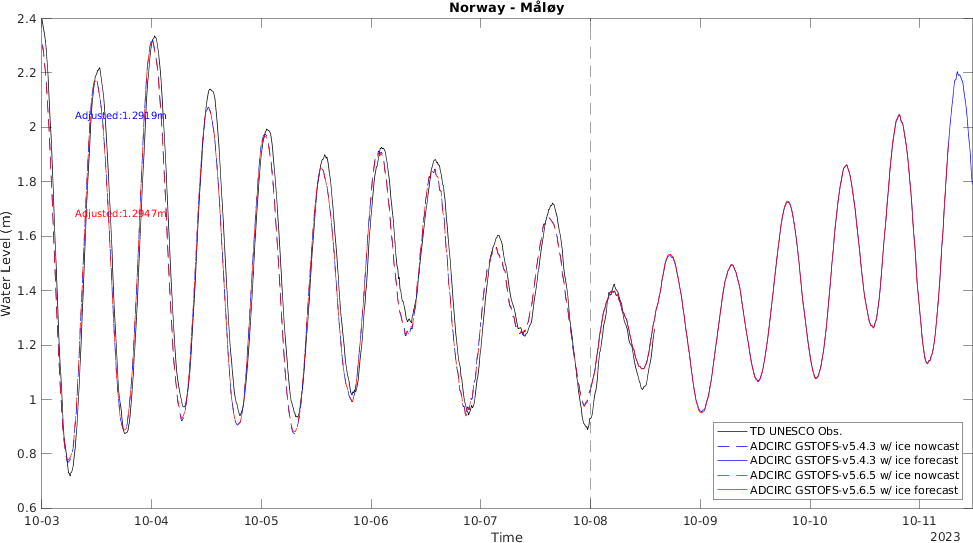 Norway - Måløy
2.4
2.2
2
1.8
1.6
1.4
1.2
1
0.8
0.6
Water Level (m)
Adjusted:1.2919m
Adjusted:1.2947m
TD UNESCO Obs.
ADCIRC GSTOFS-v5.4.3 w/ ice nowcast
ADCIRC GSTOFS-v5.4.3 w/ ice forecast
ADCIRC GSTOFS-v5.6.5 w/ ice nowcast
ADCIRC GSTOFS-v5.6.5 w/ ice forecast
10-03 10-04 10-05 10-06 10-07 10-08 10-09 10-10 10-11
Time
2023